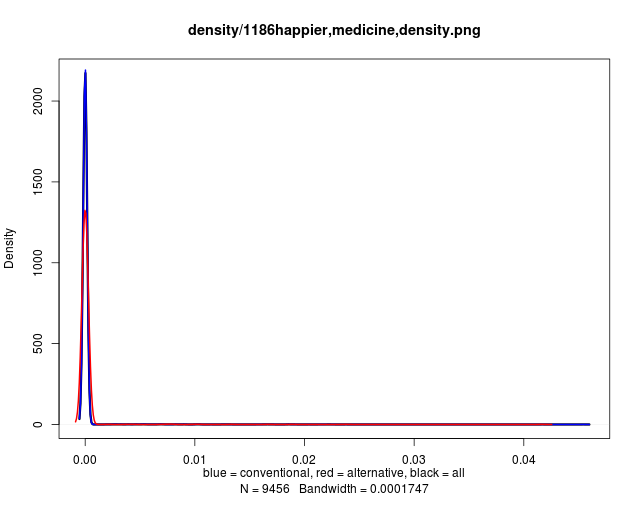 density/1186happier,medicine,density.png
Density
2000
1500
1000
500
0
0.00 0.01 0.02 0.03 0.04
blue = conventional, red = alternative, black = all
N = 9456 Bandwidth = 0.0001747